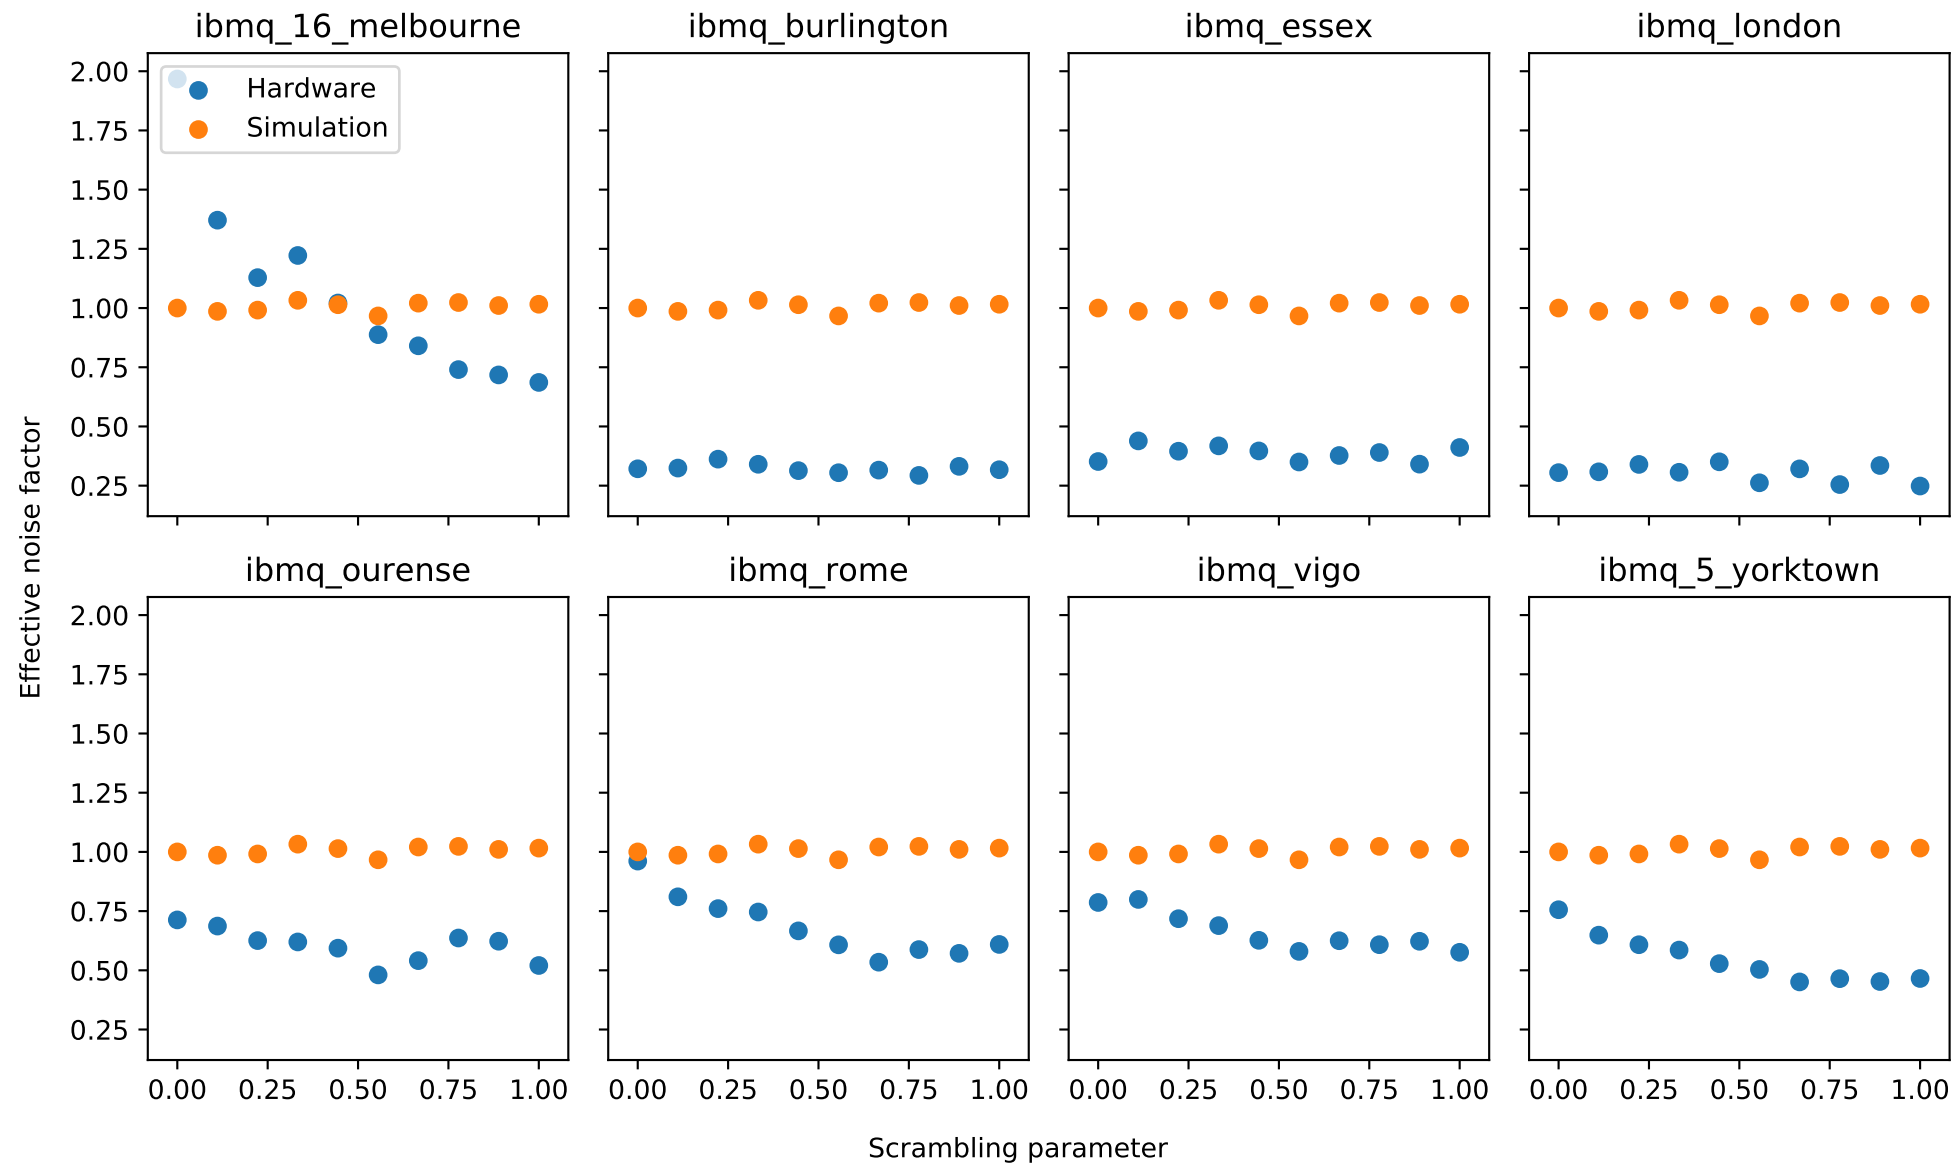 ibmq_16_melbourne
ibmq_burlington
ibmq_essex
ibmq_london
2.00
1.75
1.50
1.25
1.00
0.75
0.50
0.25
Hardware
Simulation
Effective noise factor
ibmq_ourense
ibmq_rome
ibmq_vigo
ibmq_5_yorktown
2.00
1.75
1.50
1.25
1.00
0.75
0.50
0.25
0.00 0.25 0.50 0.75 1.00
0.00 0.25 0.50 0.75 1.00
0.00 0.25 0.50 0.75 1.00
0.00 0.25 0.50 0.75 1.00
Scrambling parameter